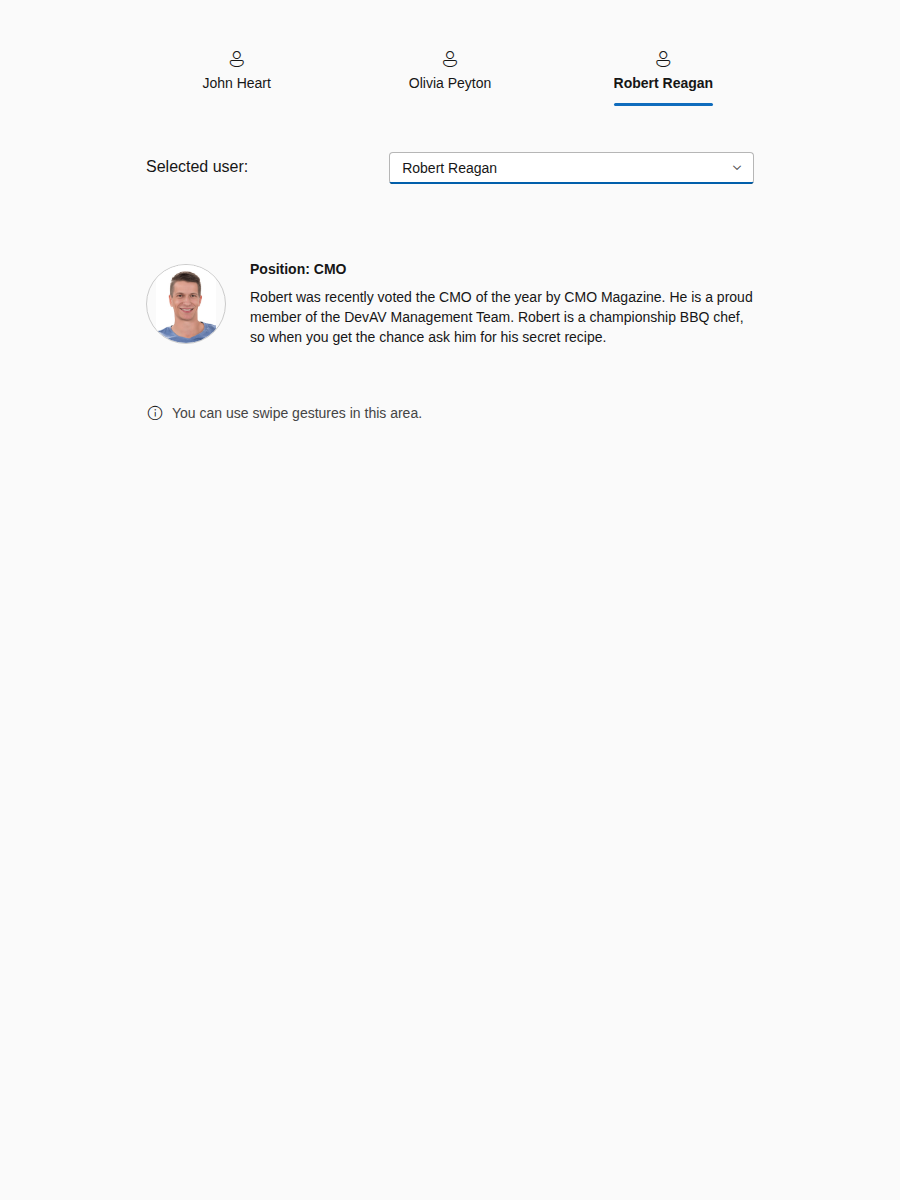 John Heart
Olivia Peyton
Robert Reagan
Selected user:
Robert Reagan
Position: CMO
Robert was recently voted the CMO of the year by CMO Magazine. He is a proud
member of the DevAV Management Team. Robert is a championship BBQ chef,
so when you get the chance ask him for his secret recipe.
You can use swipe gestures in this area.